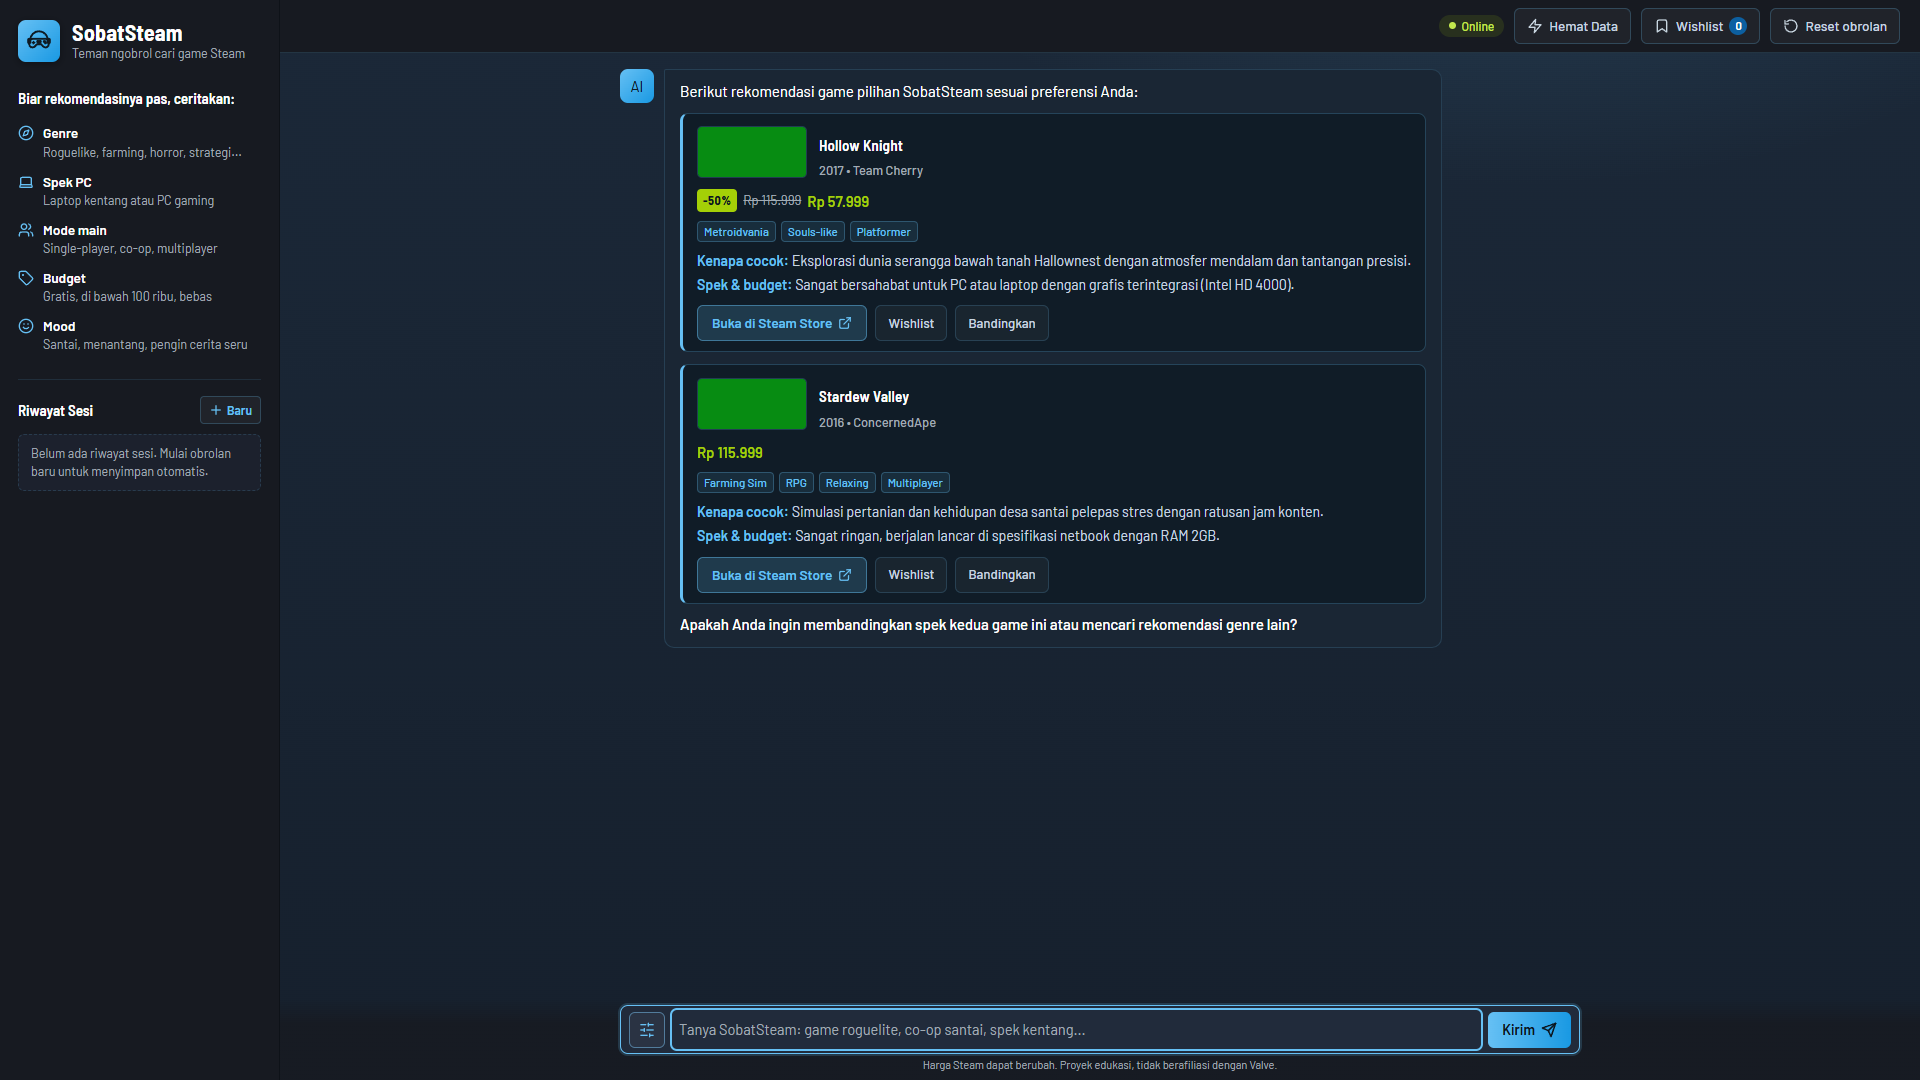 SobatSteam
Teman ngobrol cari game Steam
Biar rekomendasinya pas, ceritakan:
Genre
Roguelike, farming, horror, strategi...
Spek PC
Laptop kentang atau PC gaming
Mode main
Single-player, co-op, multiplayer
Budget
Gratis, di bawah 100 ribu, bebas
Mood
Santai, menantang, pengin cerita seru
Riwayat Sesi
Baru
Belum ada riwayat sesi. Mulai obrolan
baru untuk menyimpan otomatis.
Online
Hemat Data
Wishlist 0
Reset obrolan
AI
Berikut rekomendasi game pilihan SobatSteam sesuai preferensi Anda:
Hollow Knight
2017 • Team Cherry
-50% Rp 115.999 Rp 57.999
Metroidvania Souls-like Platformer
Kenapa cocok: Eksplorasi dunia serangga bawah tanah Hallownest dengan atmosfer mendalam dan tantangan presisi.
Spek & budget: Sangat bersahabat untuk PC atau laptop dengan grafis terintegrasi (Intel HD 4000).
Buka di Steam Store Wishlist Bandingkan
Stardew Valley
2016 • ConcernedApe
Rp 115.999
Farming Sim RPG Relaxing Multiplayer
Kenapa cocok: Simulasi pertanian dan kehidupan desa santai pelepas stres dengan ratusan jam konten.
Spek & budget: Sangat ringan, berjalan lancar di spesifikasi netbook dengan RAM 2GB.
Buka di Steam Store Wishlist Bandingkan
Apakah Anda ingin membandingkan spek kedua game ini atau mencari rekomendasi genre lain?
Tanya SobatSteam: game roguelite, co-op santai, spek kentang...
Kirim
Harga Steam dapat berubah. Proyek edukasi, tidak berafiliasi dengan Valve.